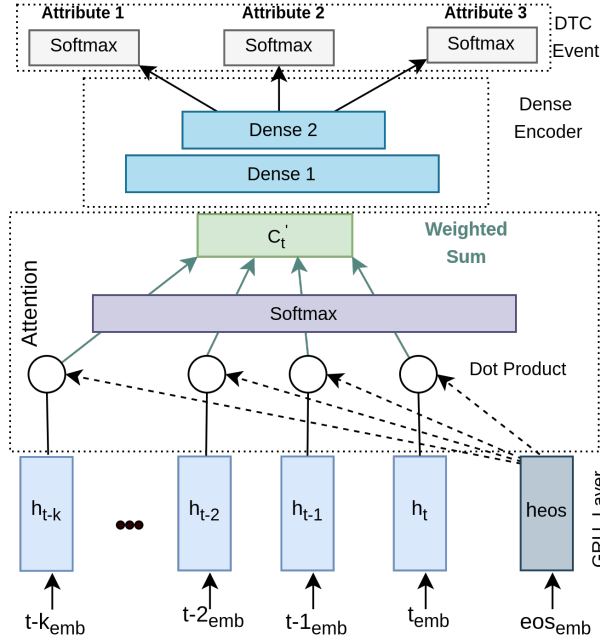 Attribute 1 Attribute 2 Attribute 3
Softmax Softmax Softmax
DTC
Event
Dense 2
Dense 1
Dense
Encoder
Ct'
Weighted
Sum
Attention
Softmax
Dot Product
ht-k ht-2 ht-1 ht heos
GRU Layer
t-kemb t-2emb t-1emb temb eosemb